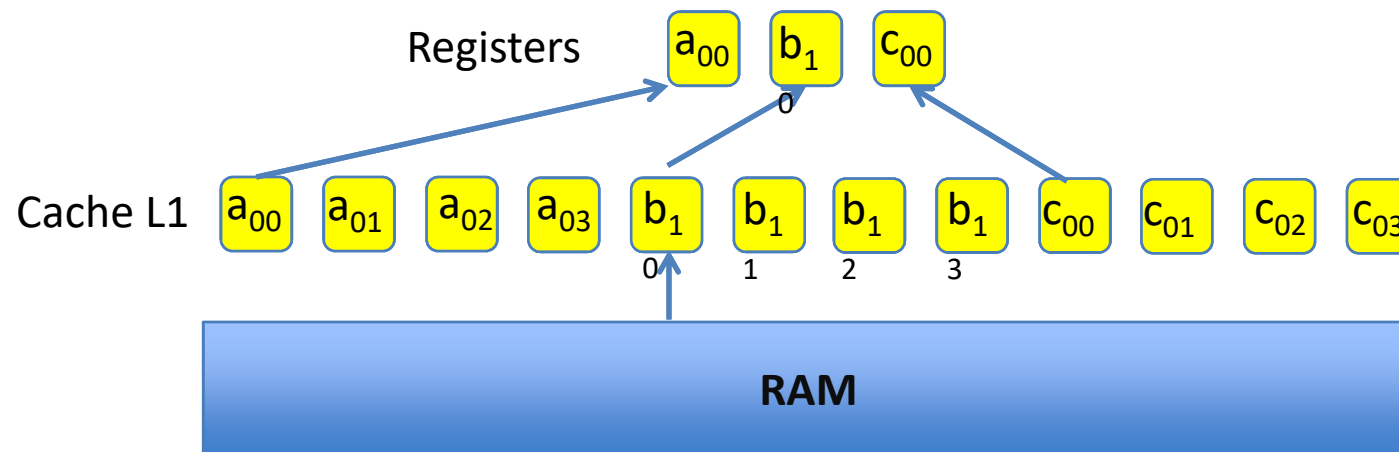 Registers a₀₀ b₁ c₀₀
0
Cache L1 a₀₀ a₀₁ a₀₂ a₀₃ b₁ b₁ b₁ b₁ c₀₀ c₀₁ c₀₂ c₀₃
0 1 2 3
RAM